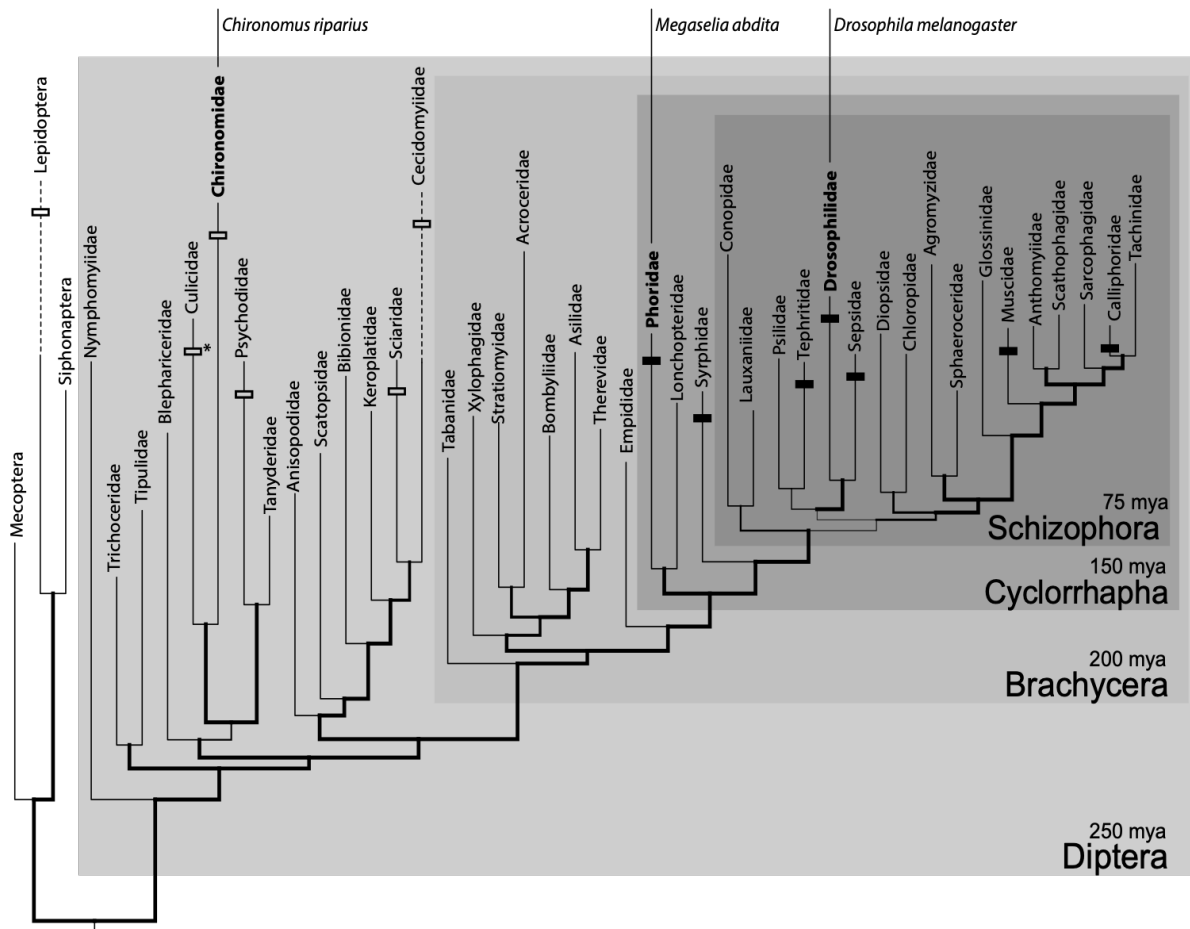 Chironomus riparius
Megaselia abdita
Drosophila melanogaster
Mecoptera
Lepidoptera
Siphonaptera
Nymphomyiidae
Trichoceridae
Tipulidae
Blephariceridae
Culicidae
*
Chironomidae
Psychodidae
Tanyderidae
Anisopodidae
Scatopsidae
Bibionidae
Keroplatidae
Sciaridae
Cecidomyiidae
Tabanidae
Xylophagidae
Stratiomyidae
Acroceridae
Bombyliidae
Asilidae
Therevidae
Empididae
Phoridae
Lonchopteridae
Syrphidae
Conopidae
Lauxaniidae
Psilidae
Tephritidae
Drosophilidae
Sepsidae
Diopsidae
Chloropidae
Agromyzidae
Sphaeroceridae
Glossinidae
Muscidae
Anthomyiidae
Scathophagidae
Sarcophagidae
Calliphoridae
Tachinidae
75 mya
Schizophora
150 mya
Cyclorrhapha
200 mya
Brachycera
250 mya
Diptera